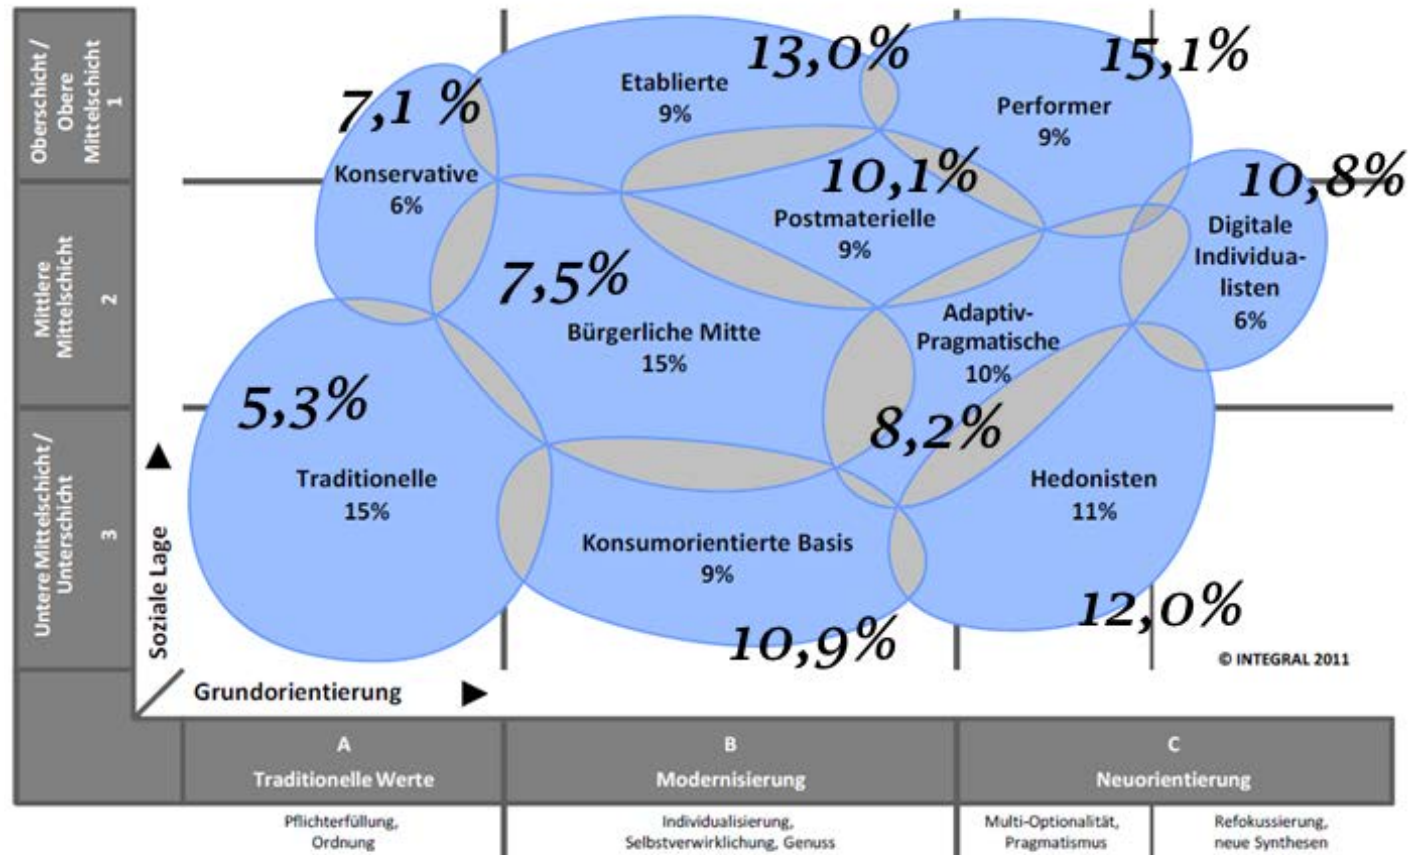 Oberschicht /
Obere
Mittelschicht
1
Mittlere
Mittelschicht
2
Untere Mittelschicht /
Unterschicht
3
Soziale Lage
Grundorientierung
7,1 %
Konservative
6%
13,0%
Etablierte
9%
15,1%
Performer
9%
10,1%
Postmaterielle
9%
10,8%
Digitale
Individua-
listen
6%
7,5%
Bürgerliche Mitte
15%
Adaptiv-
Pragmatische
10%
8,2%
5,3%
Traditionelle
15%
Konsumorientierte Basis
9%
10,9%
Hedonisten
11%
12,0%
© INTEGRAL 2011
A
Traditionelle Werte
B
Modernisierung
C
Neuorientierung
Pflichterfüllung,
Ordnung
Individualisierung,
Selbstverwirklichung, Genuss
Multi-Optionalität,
Pragmatismus
Refokussierung,
neue Synthesen